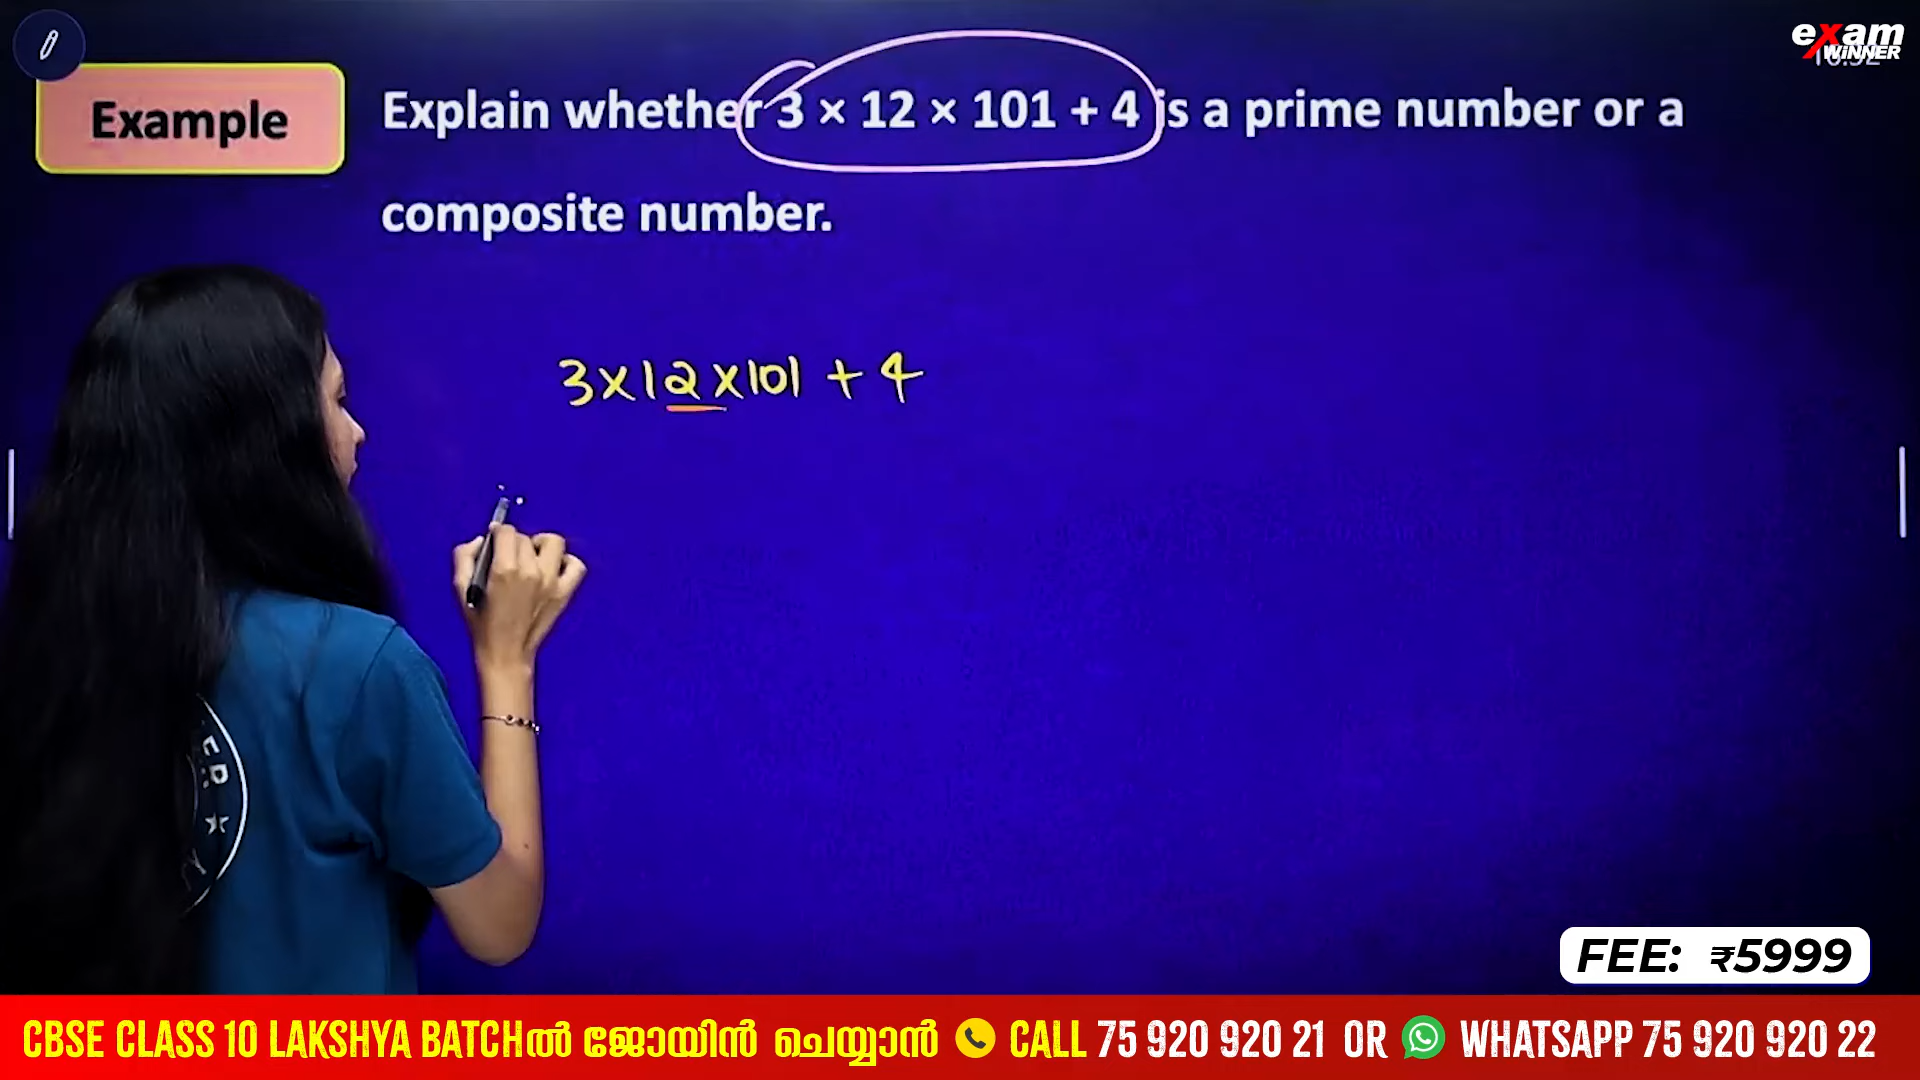 exam
WINNER
Example
Explain whether 3 × 12 × 101 + 4 is a prime number or a
composite number.
3×12×101 + 4
FEE: ₹5999
CBSE CLASS 10 LAKSHYA BATCHൽ ജോയിൻ ചെയ്യാൻ CALL 75 920 920 21 OR WHATSAPP 75 920 920 22